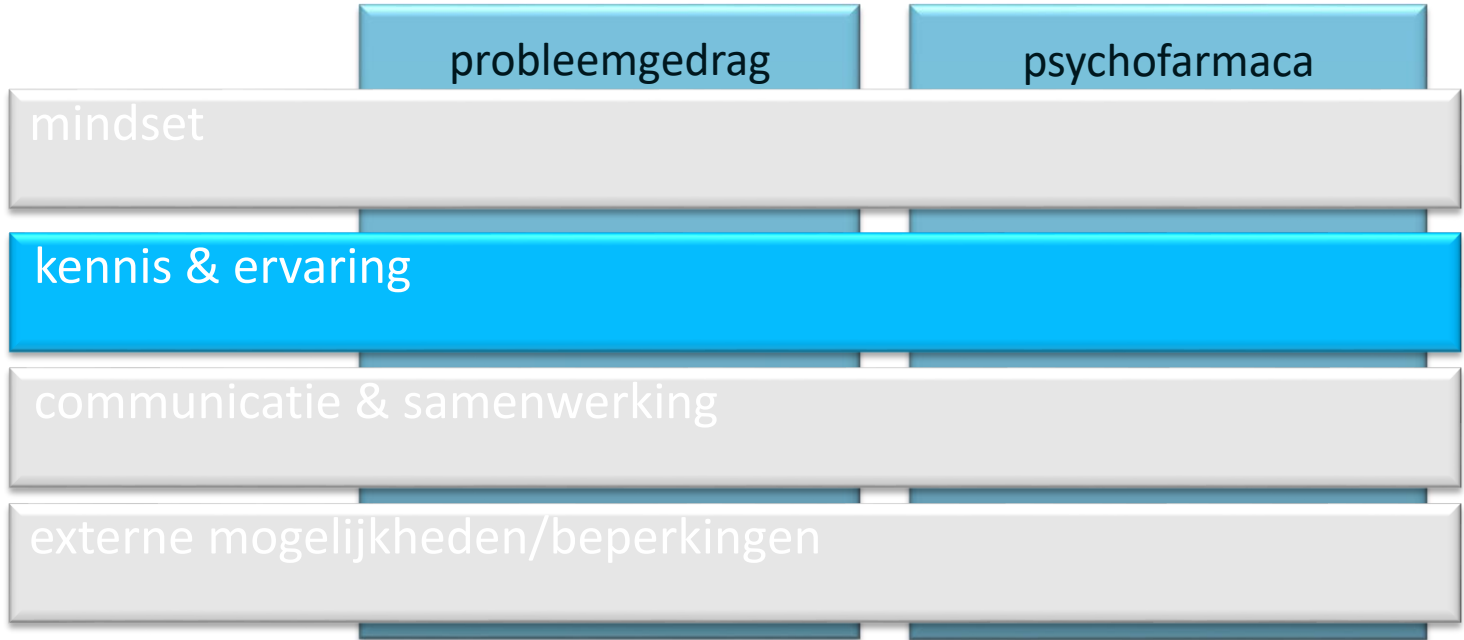 probleemgedrag
psychofarmaca
mindset
kennis & ervaring
communicatie & samenwerking
externe mogelijkheden/beperkingen